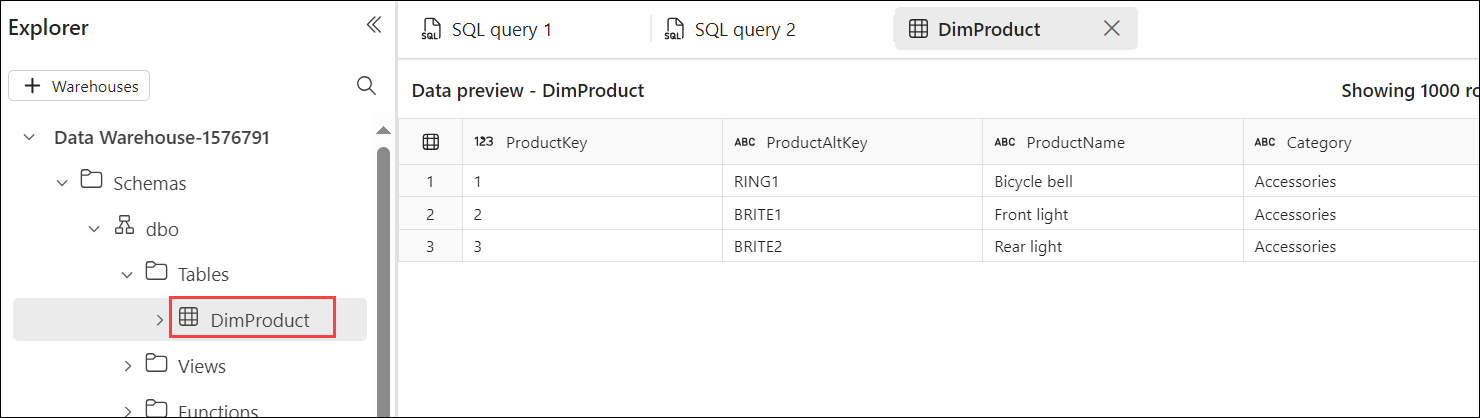 Explorer
+ Warehouses
Data Warehouse-1576791
Schemas
dbo
Tables
DimProduct
Views
Functions
SQL SQL query 1
SQL SQL query 2
DimProduct
Data preview - DimProduct
Showing 1000 ro
123 ProductKey ABC ProductAltKey ABC ProductName ABC Category
1 1 RING1 Bicycle bell Accessories
2 2 BRITE1 Front light Accessories
3 3 BRITE2 Rear light Accessories